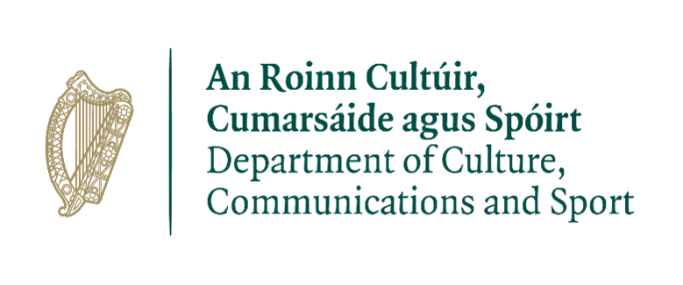 An Roinn Cultúir,
Cumarsáide agus Spóirt
Department of Culture,
Communications and Sport